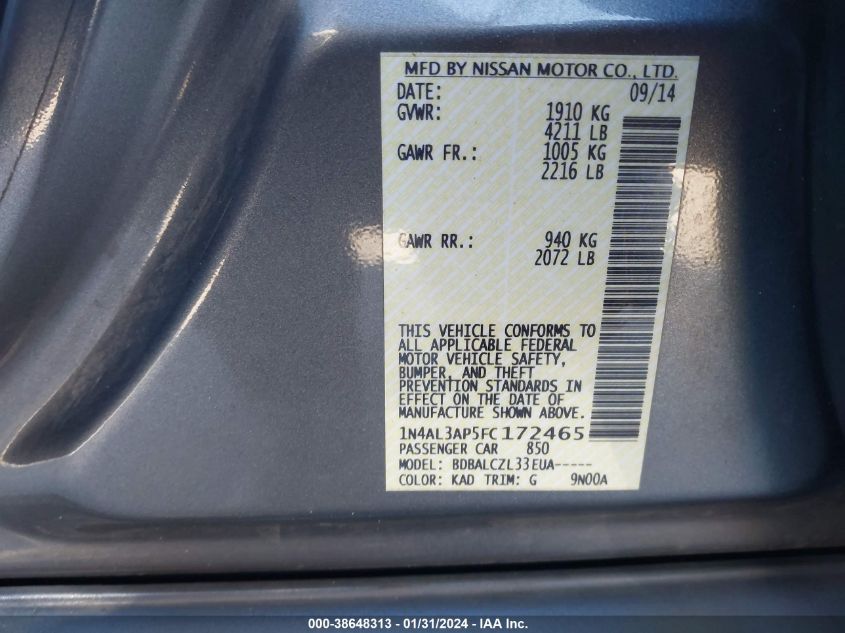 MFD BY NISSAN MOTOR CO., LTD.
DATE: 09/14
GVWR: 1910 KG
4211 LB
GAWR FR.: 1005 KG
2216 LB
GAWR RR.: 940 KG
2072 LB
THIS VEHICLE CONFORMS TO
ALL APPLICABLE FEDERAL
MOTOR VEHICLE SAFETY,
BUMPER, AND THEFT
PREVENTION STANDARDS IN
EFFECT ON THE DATE OF
MANUFACTURE SHOWN ABOVE.
1N4AL3AP5FC172465
PASSENGER CAR 850
MODEL: BDBALCZL33EUA-----
COLOR: KAD TRIM: G 9N00A
000-38648313 - 01/31/2024 - IAA Inc.